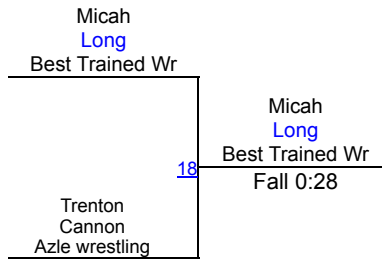 Micah
Long
Best Trained Wr
Micah
Long
Best Trained Wr
18
Fall 0:28
Trenton
Cannon
Azle wrestling